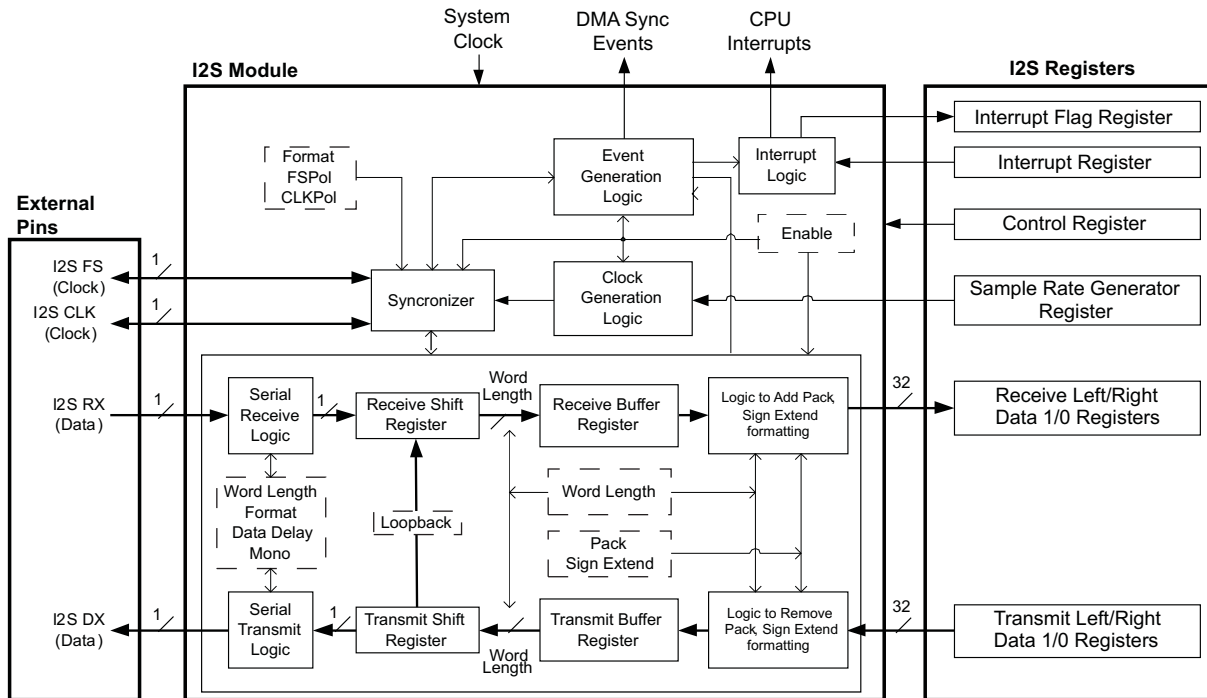 System
Clock
DMA Sync
Events
CPU
Interrupts
I2S Module
I2S Registers
Interrupt Flag Register
Interrupt Register
Control Register
Sample Rate Generator
Register
Receive Left/Right
Data 1/0 Registers
Transmit Left/Right
Data 1/0 Registers
Format
FSPol
CLKPol
Event
Generation
Logic
Interrupt
Logic
Enable
External
Pins
I2S FS
(Clock)
1
I2S CLK
(Clock)
1
Syncronizer
Clock
Generation
Logic
I2S RX
(Data)
1
Serial
Receive
Logic
1
Receive Shift
Register
Word
Length
Receive Buffer
Register
Logic to Add Pack,
Sign Extend
formatting
32
Word Length
Format
Data Delay
Mono
Loopback
Word Length
Pack
Sign Extend
I2S DX
(Data)
1
Serial
Transmit
Logic
1
Transmit Shift
Register
Word
Length
Transmit Buffer
Register
Logic to Remove
Pack, Sign Extend
formatting
32